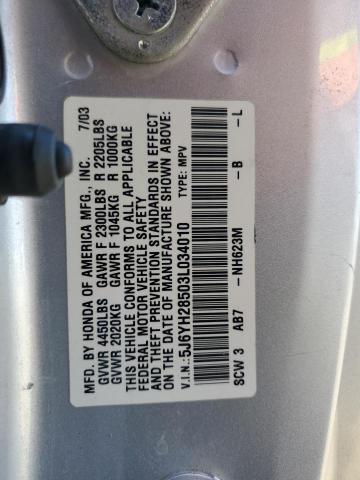 MFD. BY HONDA OF AMERICA MFG., INC. 7/03
GVWR 4450LBS GAWR F 2300LBS R 2205LBS
GVWR 2020KG GAWR F 1045KG R 1000KG
THIS VEHICLE CONFORMS TO ALL APPLICABLE
FEDERAL MOTOR VEHICLE SAFETY
AND THEFT PREVENTION STANDARDS IN EFFECT
ON THE DATE OF MANUFACTURE SHOWN ABOVE.
V.I.N.: 5J6YH28503L034010 TYPE: MPV
SCW 3 AB7 -NH623M -B -L